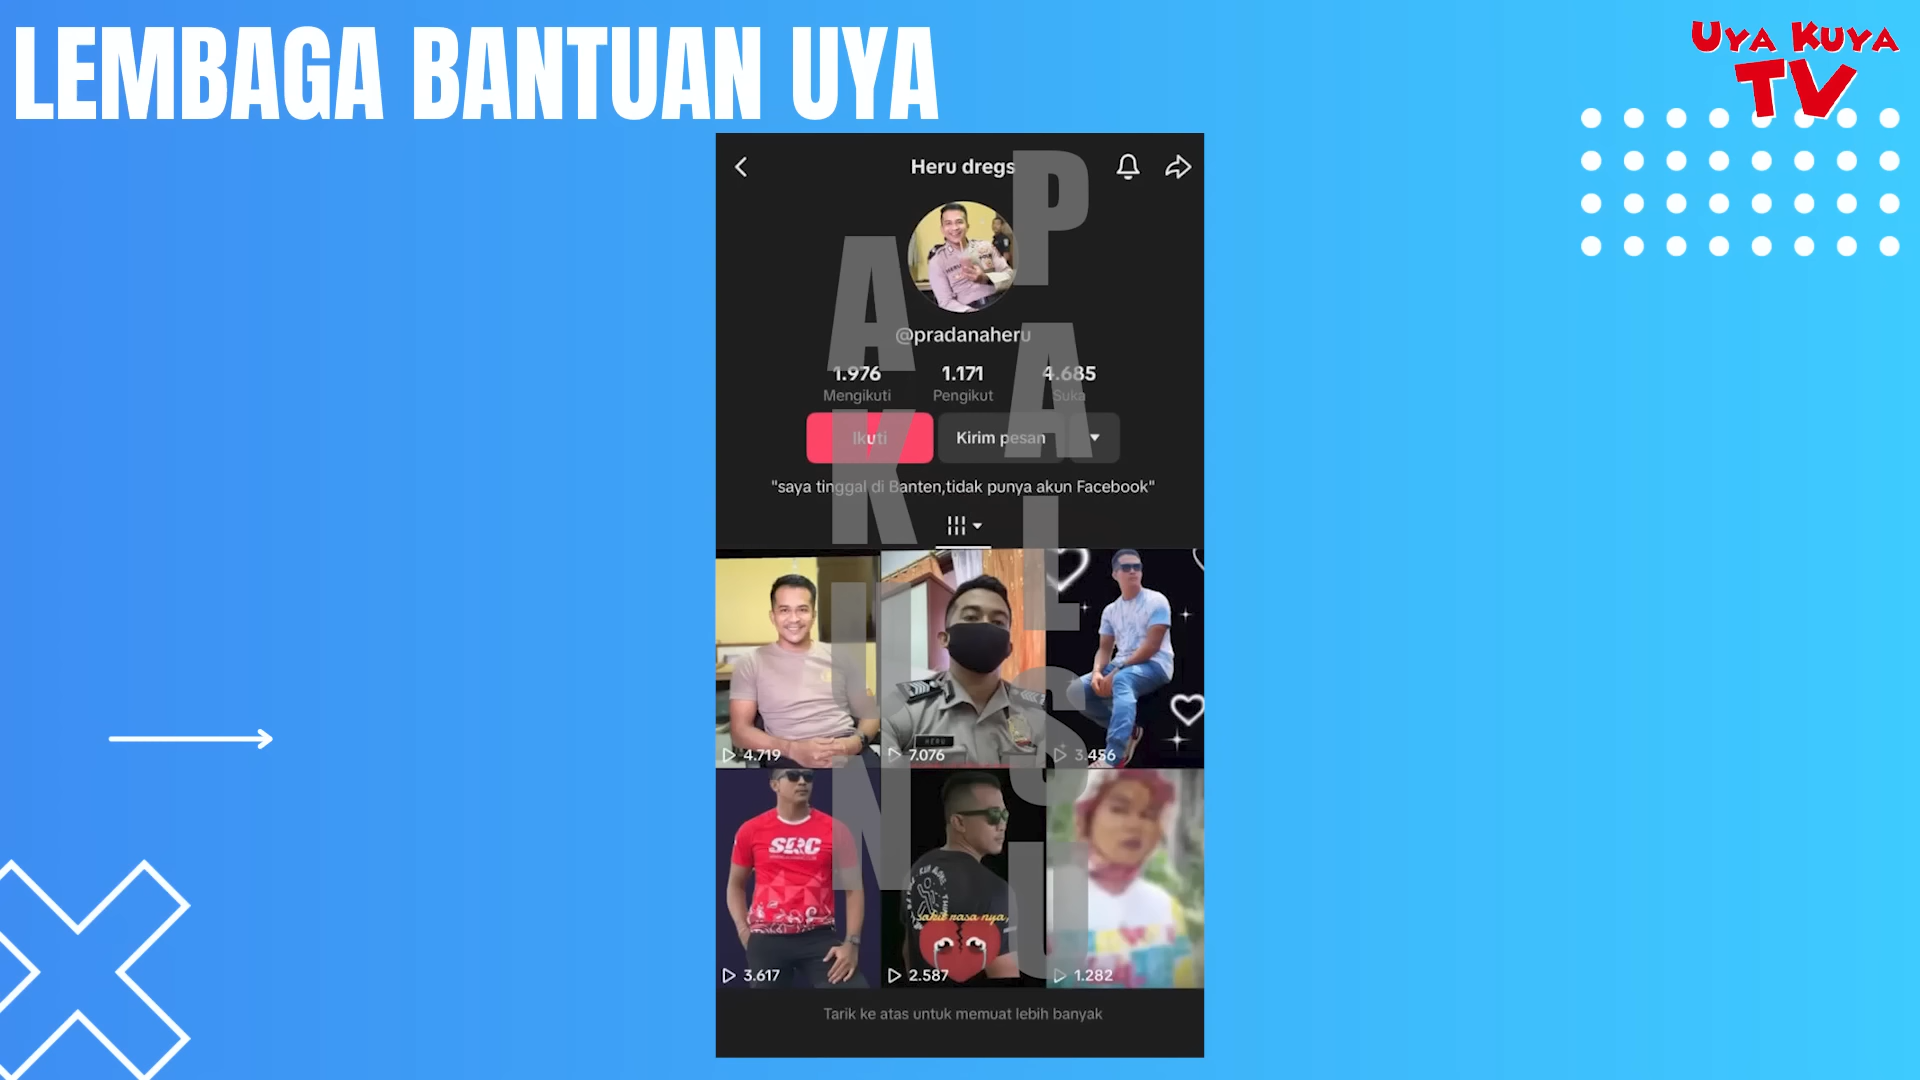 LEMBAGA BANTUAN UYA
UYA KUYA
TV
Heru dregs
@pradanaheru
1.976
Mengikuti
1.171
Pengikut
4.685
Suka
Ikuti
Kirim pesan
"saya tinggal di Banten,tidak punya akun Facebook"
AKUN
PALSU
4.719
HERU
7.076
3.456
SRC
3.617
sakit rasa nya,
2.587
1.282
Tarik ke atas untuk memuat lebih banyak